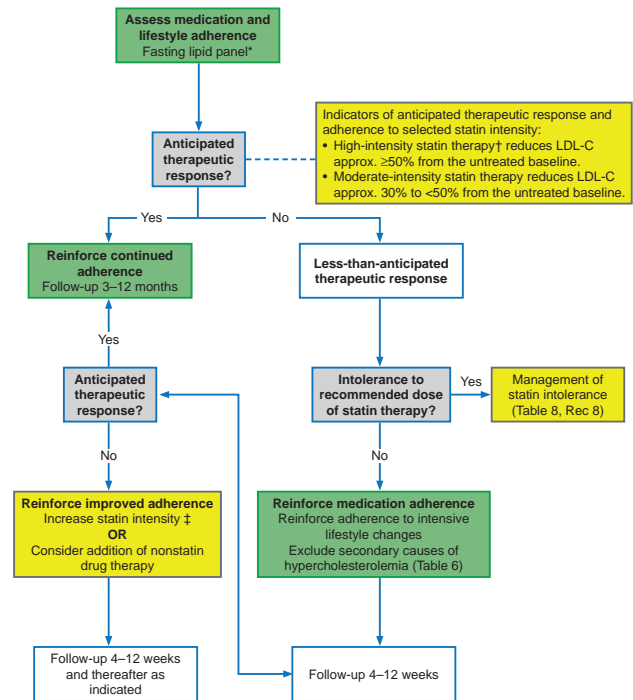 Assess medication and
lifestyle adherence
Fasting lipid panel*
Anticipated
therapeutic
response?
Indicators of anticipated therapeutic response and
adherence to selected statin intensity:
• High-intensity statin therapy† reduces LDL-C
approx. ≥50% from the untreated baseline.
• Moderate-intensity statin therapy reduces LDL-C
approx. 30% to <50% from the untreated baseline.
Yes
No
Reinforce continued
adherence
Follow-up 3–12 months
Less-than-anticipated
therapeutic response
Yes
Anticipated
therapeutic
response?
Intolerance to
recommended dose
of statin therapy?
Yes
Management of
statin intolerance
(Table 8, Rec 8)
No
No
Reinforce improved adherence
Increase statin intensity ‡
OR
Consider addition of nonstatin
drug therapy
Reinforce medication adherence
Reinforce adherence to intensive
lifestyle changes
Exclude secondary causes of
hypercholesterolemia (Table 6)
Follow-up 4–12 weeks
and thereafter as
indicated
Follow-up 4–12 weeks